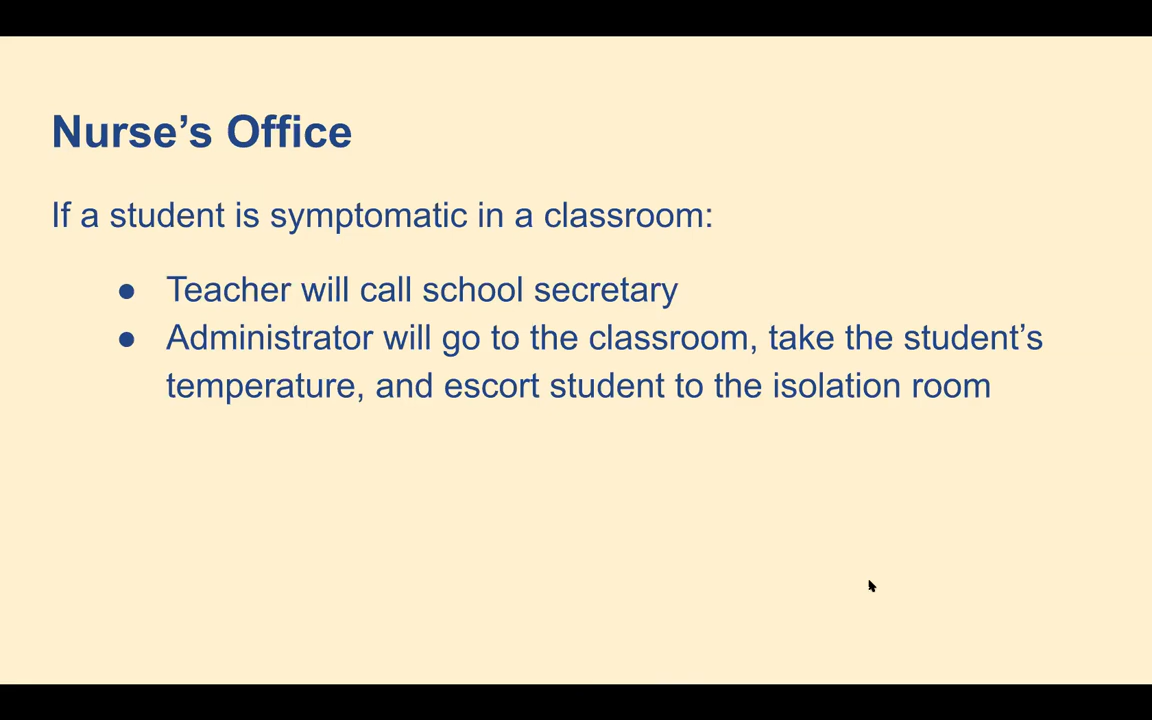 Nurse’s Office
If a student is symptomatic in a classroom:
● Teacher will call school secretary
● Administrator will go to the classroom, take the student’s
temperature, and escort student to the isolation room